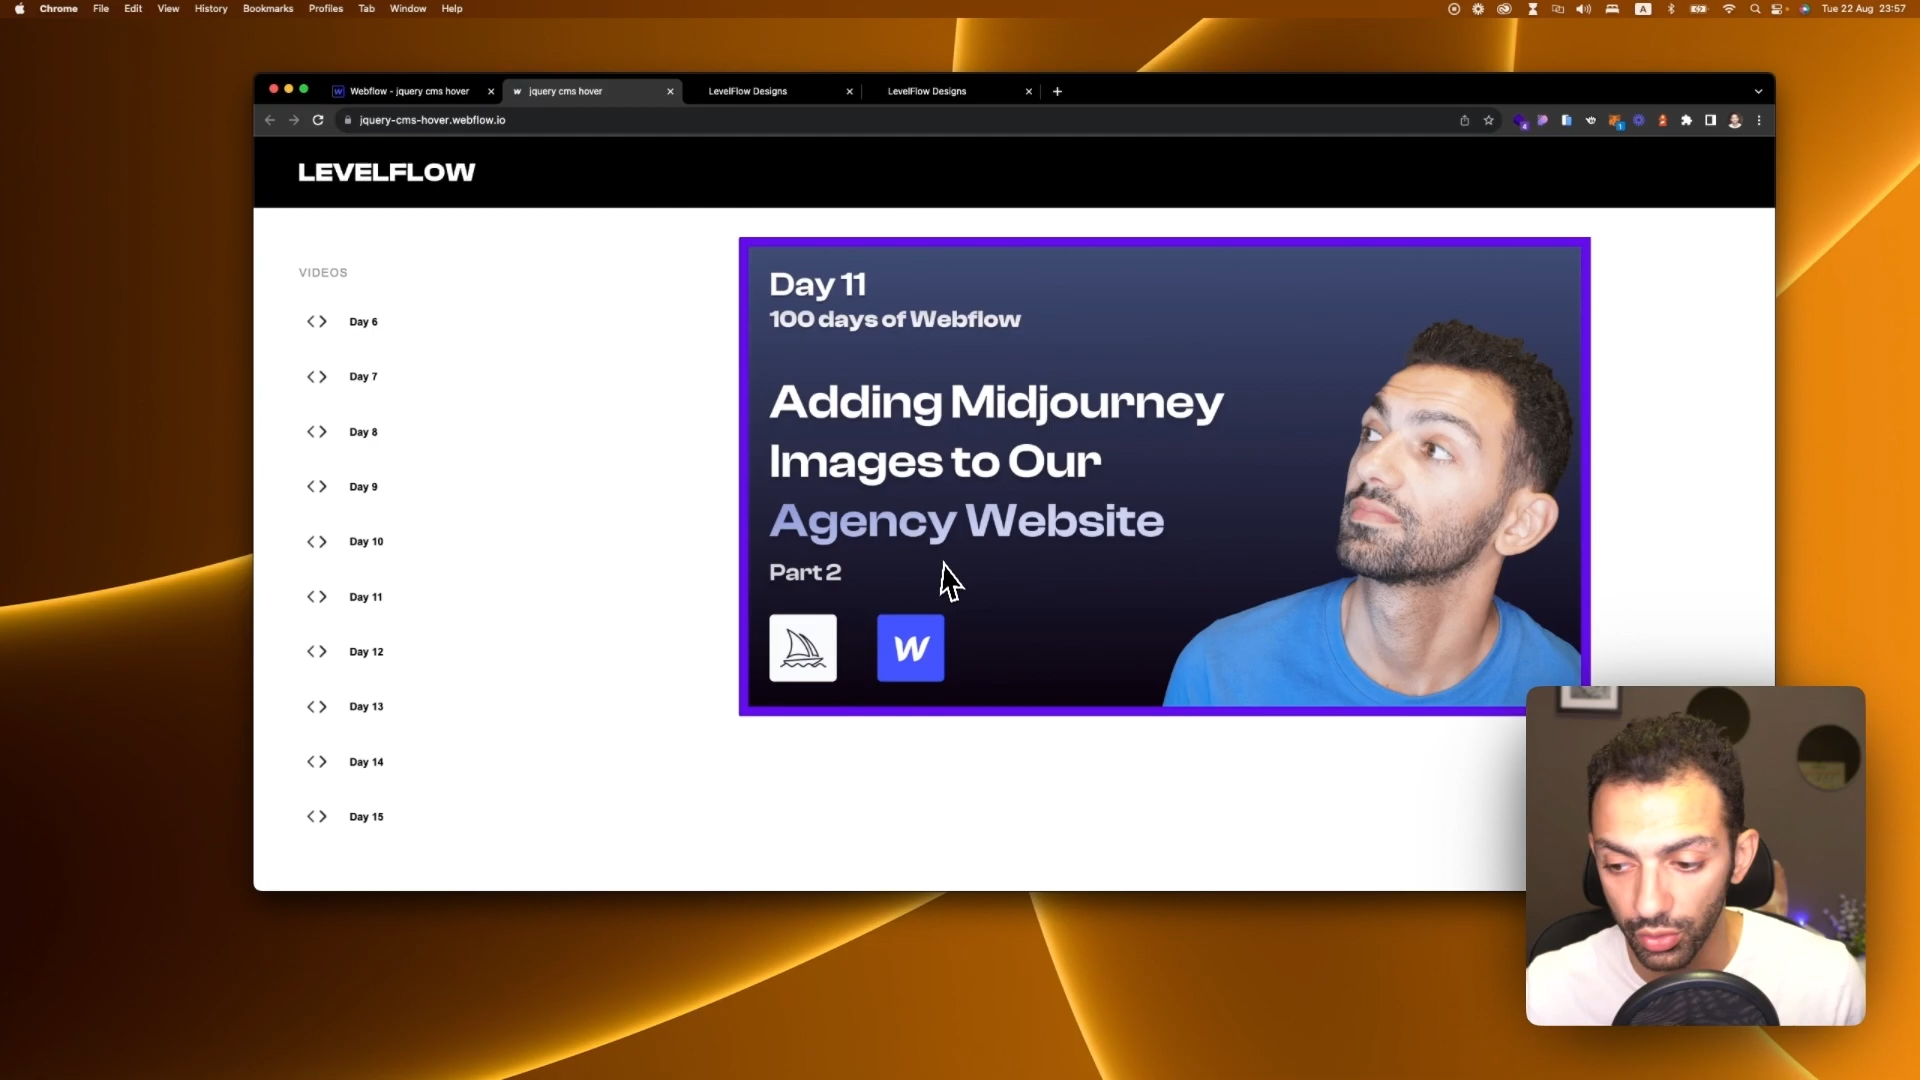 Chrome File Edit View History Bookmarks Profiles Tab Window Help
A
Tue 22 Aug 23:57
W Webflow - jquery cms hover
w jquery cms hover
LevelFlow Designs
LevelFlow Designs
jquery-cms-hover.webflow.io
4
1
LEVELFLOW
VIDEOS
Day 6
Day 7
Day 8
Day 9
Day 10
Day 11
Day 12
Day 13
Day 14
Day 15
Day 11
100 days of Webflow
Adding Midjourney
Images to Our
Agency Website
Part 2
W